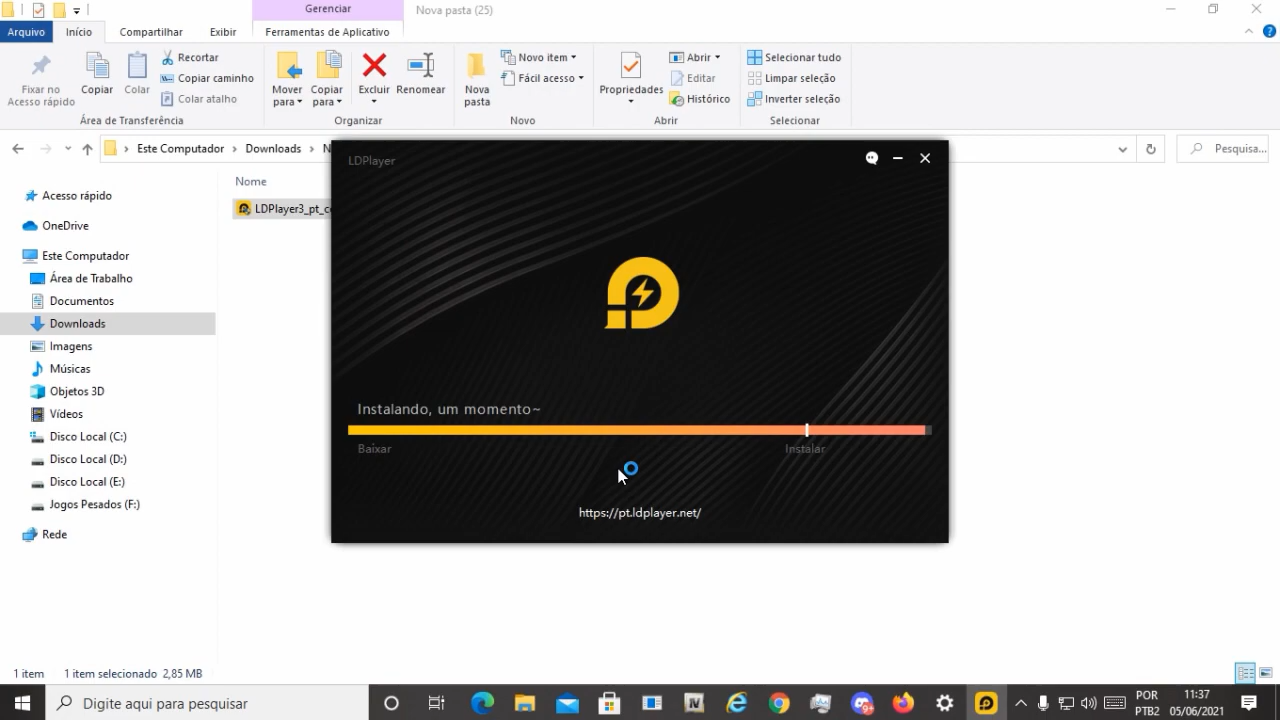 Gerenciar
Nova pasta (25)
Arquivo
Início
Compartilhar
Exibir
Ferramentas de Aplicativo
Fixar no
Acesso rápido
Copiar
Colar
Recortar
Copiar caminho
Colar atalho
Mover
para
Copiar
para
Excluir
Renomear
Nova
pasta
Novo item
Fácil acesso
Propriedades
Abrir
Editar
Histórico
Selecionar tudo
Limpar seleção
Inverter seleção
Área de Transferência
Organizar
Novo
Abrir
Selecionar
Este Computador
Downloads
Pesquisa...
Nome
LDPlayer3_pt_c
Acesso rápido
OneDrive
Este Computador
Área de Trabalho
Documentos
Downloads
Imagens
Músicas
Objetos 3D
Vídeos
Disco Local (C:)
Disco Local (D:)
Disco Local (E:)
Jogos Pesados (F:)
Rede
LDPlayer
Instalando, um momento~
Baixar
Instalar
https://pt.ldplayer.net/
1 item
1 item selecionado 2,85 MB
Digite aqui para pesquisar
POR
PTB2
11:37
05/06/2021